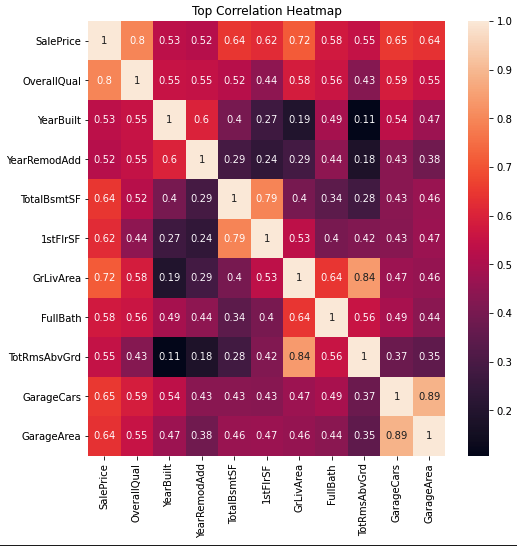 Top Correlation Heatmap
SalePrice 1 0.8 0.53 0.52 0.64 0.62 0.72 0.58 0.55 0.65 0.64
OverallQual 0.8 1 0.55 0.55 0.52 0.44 0.58 0.56 0.43 0.59 0.55
YearBuilt 0.53 0.55 1 0.6 0.4 0.27 0.19 0.49 0.11 0.54 0.47
YearRemodAdd 0.52 0.55 0.6 1 0.29 0.24 0.29 0.44 0.18 0.43 0.38
TotalBsmtSF 0.64 0.52 0.4 0.29 1 0.79 0.4 0.34 0.28 0.43 0.46
1stFlrSF 0.62 0.44 0.27 0.24 0.79 1 0.53 0.4 0.42 0.43 0.47
GrLivArea 0.72 0.58 0.19 0.29 0.4 0.53 1 0.64 0.84 0.47 0.46
FullBath 0.58 0.56 0.49 0.44 0.34 0.4 0.64 1 0.56 0.49 0.44
TotRmsAbvGrd 0.55 0.43 0.11 0.18 0.28 0.42 0.84 0.56 1 0.37 0.35
GarageCars 0.65 0.59 0.54 0.43 0.43 0.43 0.47 0.49 0.37 1 0.89
GarageArea 0.64 0.55 0.47 0.38 0.46 0.47 0.46 0.44 0.35 0.89 1
SalePrice
OverallQual
YearBuilt
YearRemodAdd
TotalBsmtSF
1stFlrSF
GrLivArea
FullBath
TotRmsAbvGrd
GarageCars
GarageArea
1.0
0.9
0.8
0.7
0.6
0.5
0.4
0.3
0.2